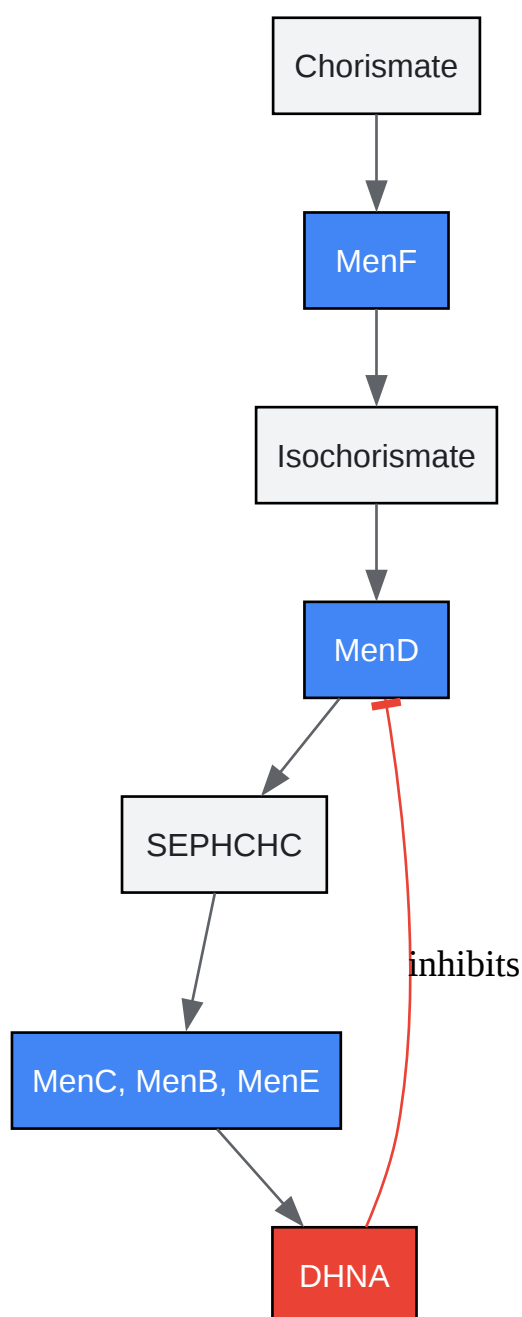 Chorismate
MenF
Isochorismate
MenD
SEPHCHC
inhibits
MenC, MenB, MenE
DHNA